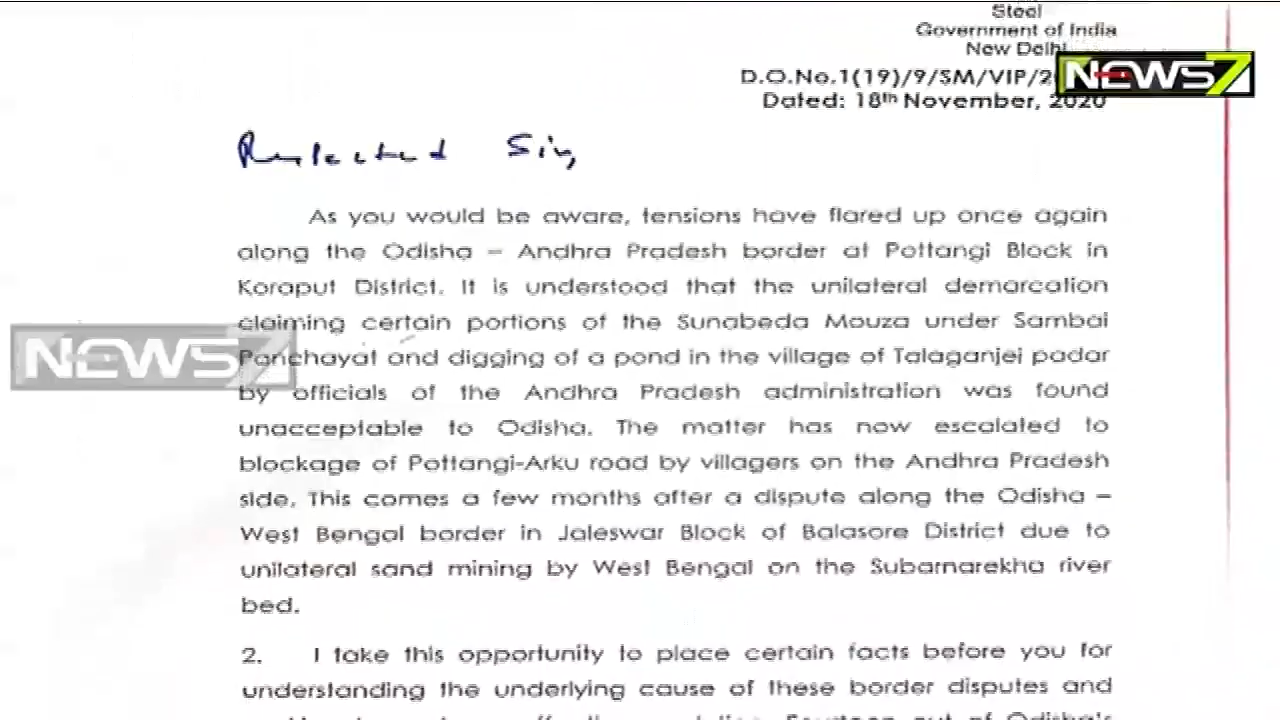 Steel
Government of India
New Delhi
D.O.No.1(19)/9/SM/VIP/2
NEWS7
Dated: 18th November, 2020
Respected Sir,
As you would be aware, tensions have flared up once again
along the Odisha – Andhra Pradesh border at Pottangi Block in
Koraput District. It is understood that the unilateral demarcation
claiming certain portions of the Sunabeda Mouza under Sambai
NEWS7
Panchayat and digging of a pond in the village of Talaganjei padar
by officials of the Andhra Pradesh administration was found
unacceptable to Odisha. The matter has now escalated to
blockage of Pottangi-Arku road by villagers on the Andhra Pradesh
side. This comes a few months after a dispute along the Odisha –
West Bengal border in Jaleswar Block of Balasore District due to
unilateral sand mining by West Bengal on the Subarnarekha river
bed.
2. I take this opportunity to place certain facts before you for
understanding the underlying cause of these border disputes and